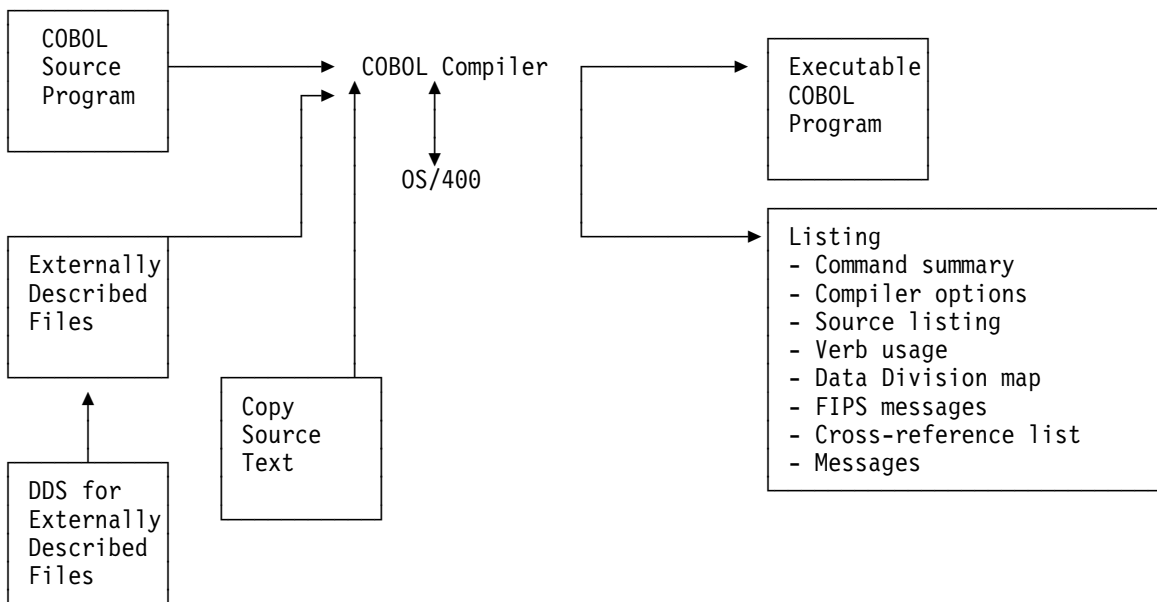 COBOL
Source
Program
COBOL Compiler
OS/400
Executable
COBOL
Program
Externally
Described
Files
Listing
- Command summary
- Compiler options
- Source listing
- Verb usage
- Data Division map
- FIPS messages
- Cross-reference list
- Messages
Copy
Source
Text
DDS for
Externally
Described
Files